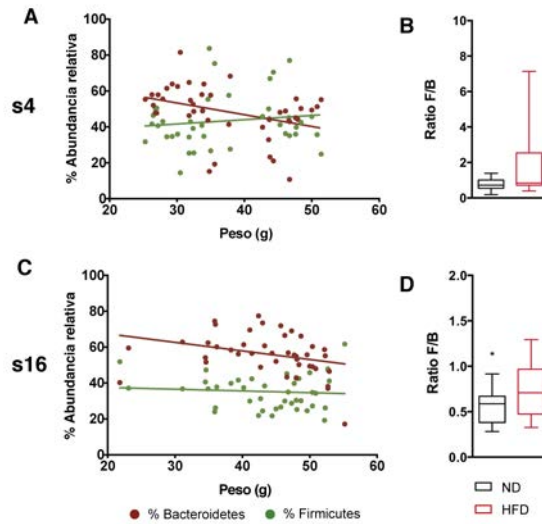 A
B
s4
% Abundancia relativa
100
80
60
40
20
0
20
30
40
50
60
Peso (g)
Ratio F/B
10
8
6
4
2
0
C
D
s16
% Abundancia relativa
100
80
60
40
20
0
20
30
40
50
60
Peso (g)
Ratio F/B
2.0
1.5
1.0
0.5
0.0
% Bacteroidetes
% Firmicutes
ND
HFD